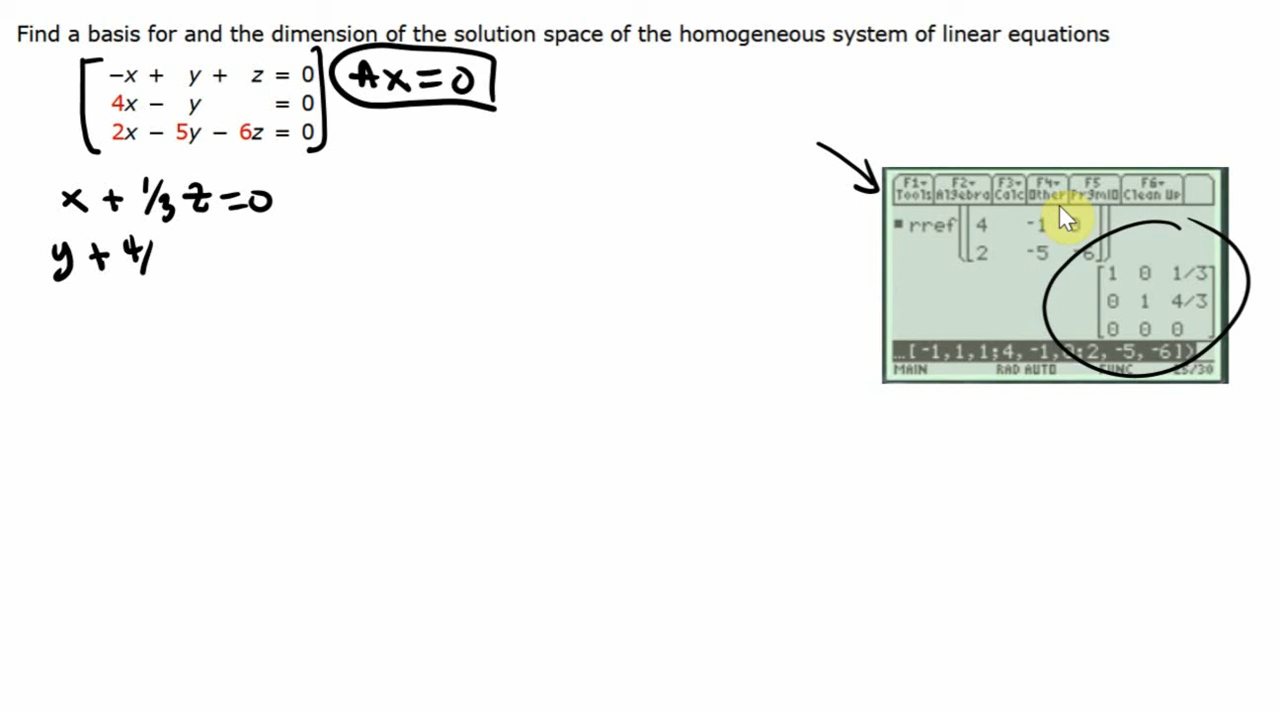 Find a basis for and the dimension of the solution space of the homogeneous system of linear equations
-x + y + z = 0
4x - y = 0
2x - 5y - 6z = 0
Ax=0
x + 1/3 z = 0
y + 4/
F1 F2 F3 F4 F5 F6
Tools Algebra Calc Other PrgmIO Clean Up
rref([[4 -1 0]
[2 -5 -6]])
[1 0 1/3]
[0 1 4/3]
[0 0 0]
…[-1,1,1;4,-1,0;2,-5,-6])
MAIN RAD AUTO FUNC /30